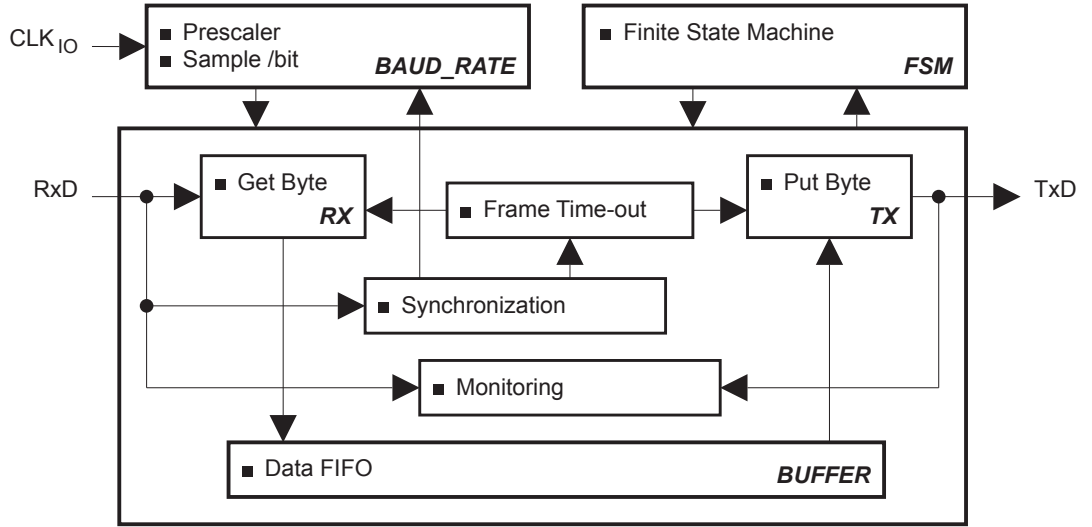 CLK IO
■ Prescaler
■ Sample /bit
BAUD_RATE
■ Finite State Machine
FSM
RxD
■ Get Byte
RX
■ Frame Time-out
■ Put Byte
TX
TxD
■ Synchronization
■ Monitoring
■ Data FIFO
BUFFER